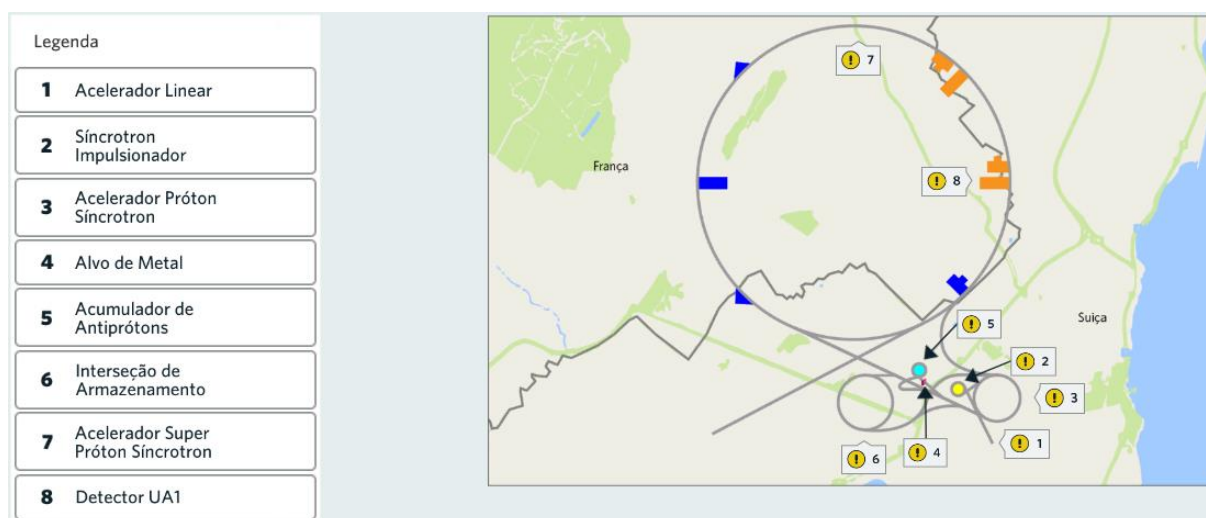 Legenda
1 Acelerador Linear
2 Síncrotron
Impulsionador
3 Acelerador Próton
Síncrotron
4 Alvo de Metal
5 Acumulador de
Antiprótons
6 Interseção de
Armazenamento
7 Acelerador Super
Próton Síncrotron
8 Detector UA1
! 7
França
! 8
Suiça
! 5
! 2
! 3
! 1
! 4
! 6